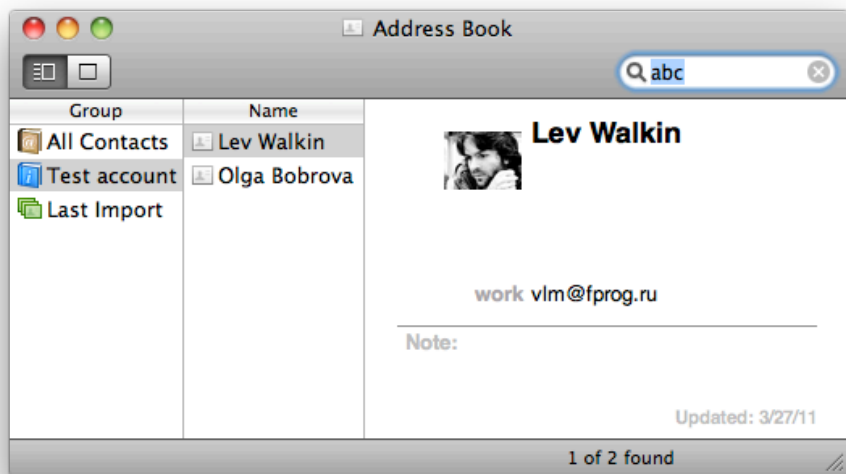 Address Book
abc
Group
Name
All Contacts
Test account
Last Import
Lev Walkin
Olga Bobrova
Lev Walkin
work vlm@fprog.ru
Note:
Updated: 3/27/11
1 of 2 found